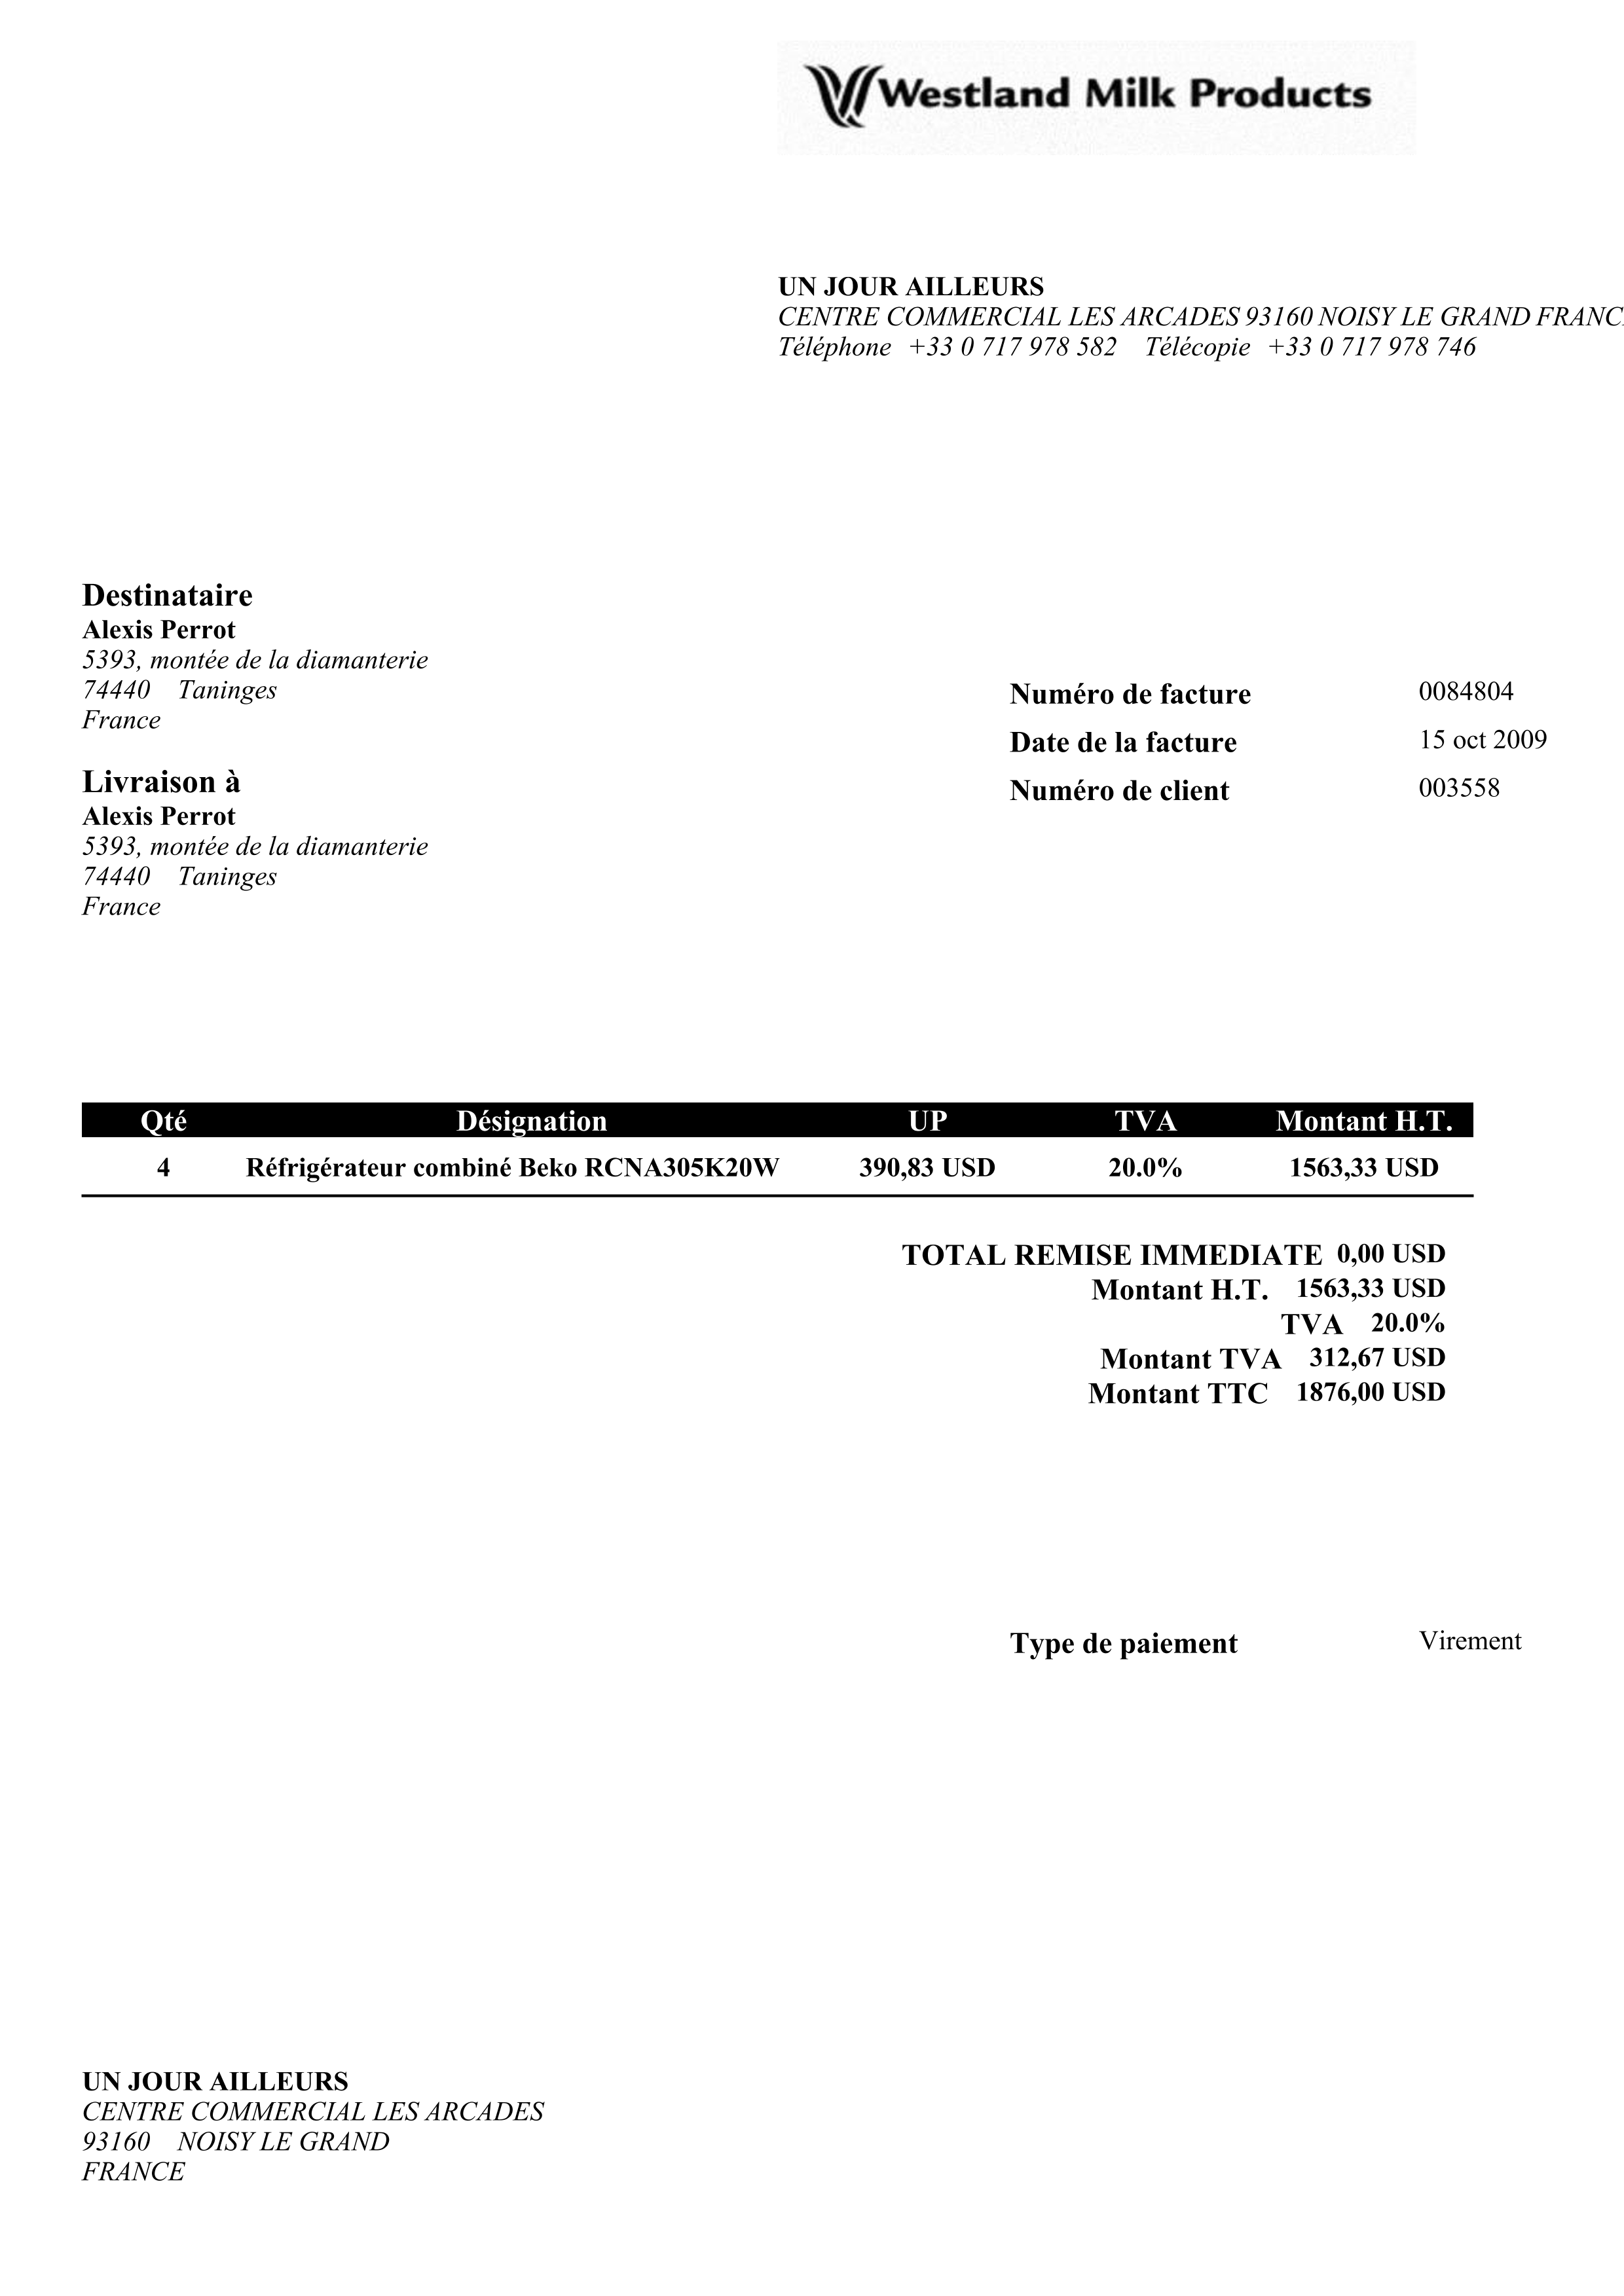 Westland Milk Products
UN JOUR AILLEURS
CENTRE COMMERCIAL LES ARCADES 93160 NOISY LE GRAND FRANC
Téléphone +33 0 717 978 582 Télécopie +33 0 717 978 746
Destinataire
Alexis Perrot
5393, montée de la diamanterie
74440 Taninges
France
Numéro de facture 0084804
Date de la facture 15 oct 2009
Numéro de client 003558
Livraison à
Alexis Perrot
5393, montée de la diamanterie
74440 Taninges
France
Qté Désignation UP TVA Montant H.T.
4 Réfrigérateur combiné Beko RCNA305K20W 390,83 USD 20.0% 1563,33 USD
TOTAL REMISE IMMEDIATE 0,00 USD
Montant H.T. 1563,33 USD
TVA 20.0%
Montant TVA 312,67 USD
Montant TTC 1876,00 USD
Type de paiement Virement
UN JOUR AILLEURS
CENTRE COMMERCIAL LES ARCADES
93160 NOISY LE GRAND
FRANCE